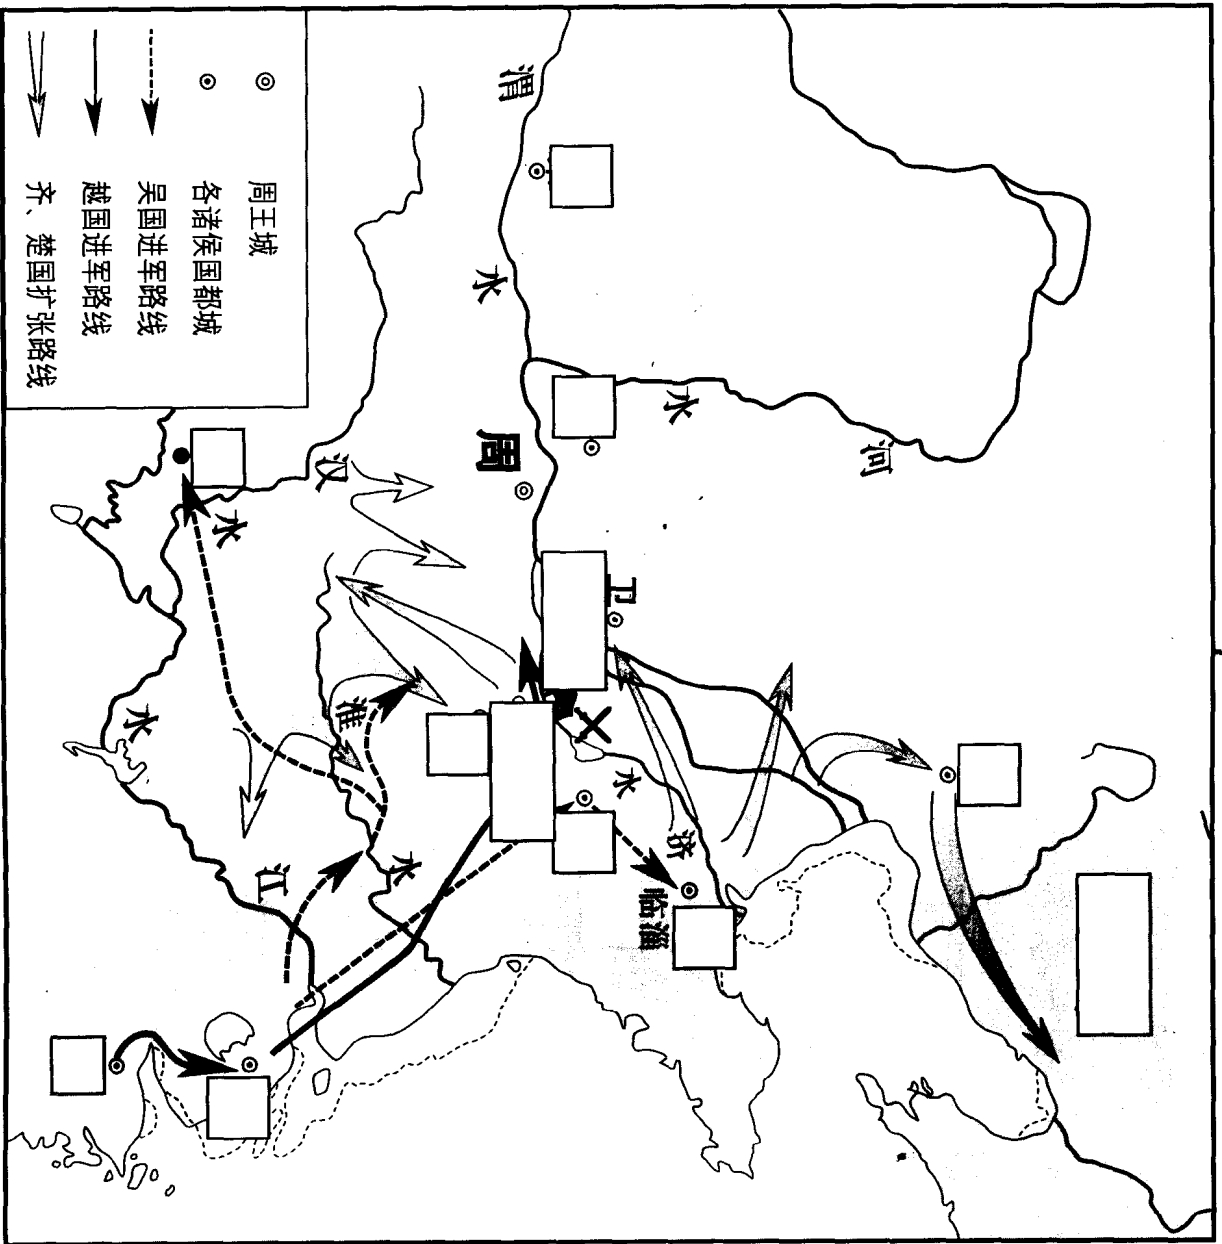 河
水
临淄
济
水
卫
渭
水
周
淮
水
汉
水
江
水
周王城
各诸侯国都城
吴国进军路线
越国进军路线
齐、楚国扩张路线